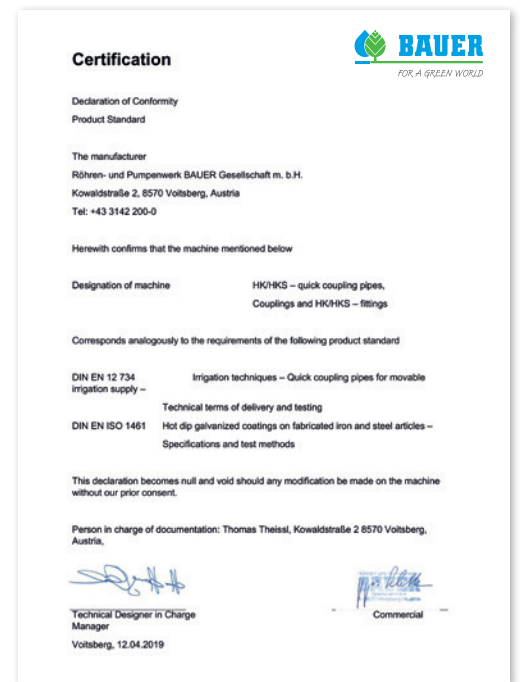 BAUER
FOR A GREEN WORLD
Certification
Declaration of Conformity
Product Standard
The manufacturer
Röhren- und Pumpenwerk BAUER Gesellschaft m. b.H.
Kowaldstraße 2, 8570 Voitsberg, Austria
Tel: +43 3142 200-0
Herewith confirms that the machine mentioned below
Designation of machine HK/HKS – quick coupling pipes,
Couplings and HK/HKS – fittings
Corresponds analogously to the requirements of the following product standard
DIN EN 12 734 Irrigation techniques – Quick coupling pipes for movable
irrigation supply –
Technical terms of delivery and testing
DIN EN ISO 1461 Hot dip galvanized coatings on fabricated iron and steel articles –
Specifications and test methods
This declaration becomes null and void should any modification be made on the machine
without our prior consent.
Person in charge of documentation: Thomas Theissl, Kowaldstraße 2 8570 Voitsberg,
Austria,
Technical Designer in Charge Commercial
Manager
Voitsberg, 12.04.2019